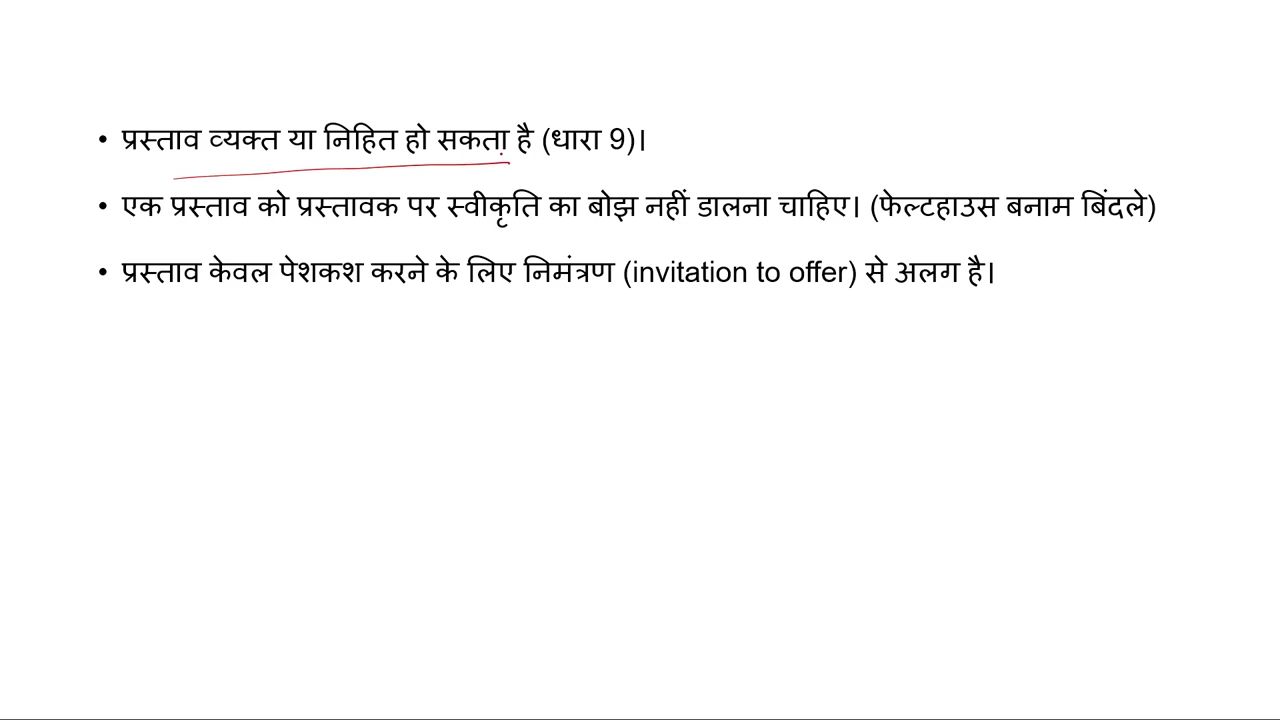 • प्रस्ताव व्यक्त या निहित हो सकता है (धारा 9)।
• एक प्रस्ताव को प्रस्तावक पर स्वीकृति का बोझ नहीं डालना चाहिए। (फेल्टहाउस बनाम बिंदले)
• प्रस्ताव केवल पेशकश करने के लिए निमंत्रण (invitation to offer) से अलग है।